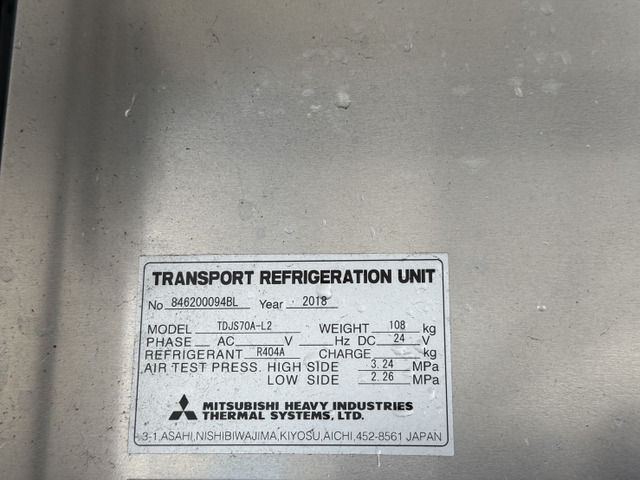 TRANSPORT REFRIGERATION UNIT
No 846200094BL Year 2018
MODEL TDJS70A-L2 WEIGHT 108 kg
PHASE AC V Hz DC 24 V
REFRIGERANT R404A CHARGE kg
AIR TEST PRESS. HIGH SIDE 3.24 MPa
LOW SIDE 2.26 MPa
MITSUBISHI HEAVY INDUSTRIES
THERMAL SYSTEMS, LTD.
3-1, ASAHI, NISHIBIWAJIMA, KIYOSU, AICHI, 452-8561 JAPAN